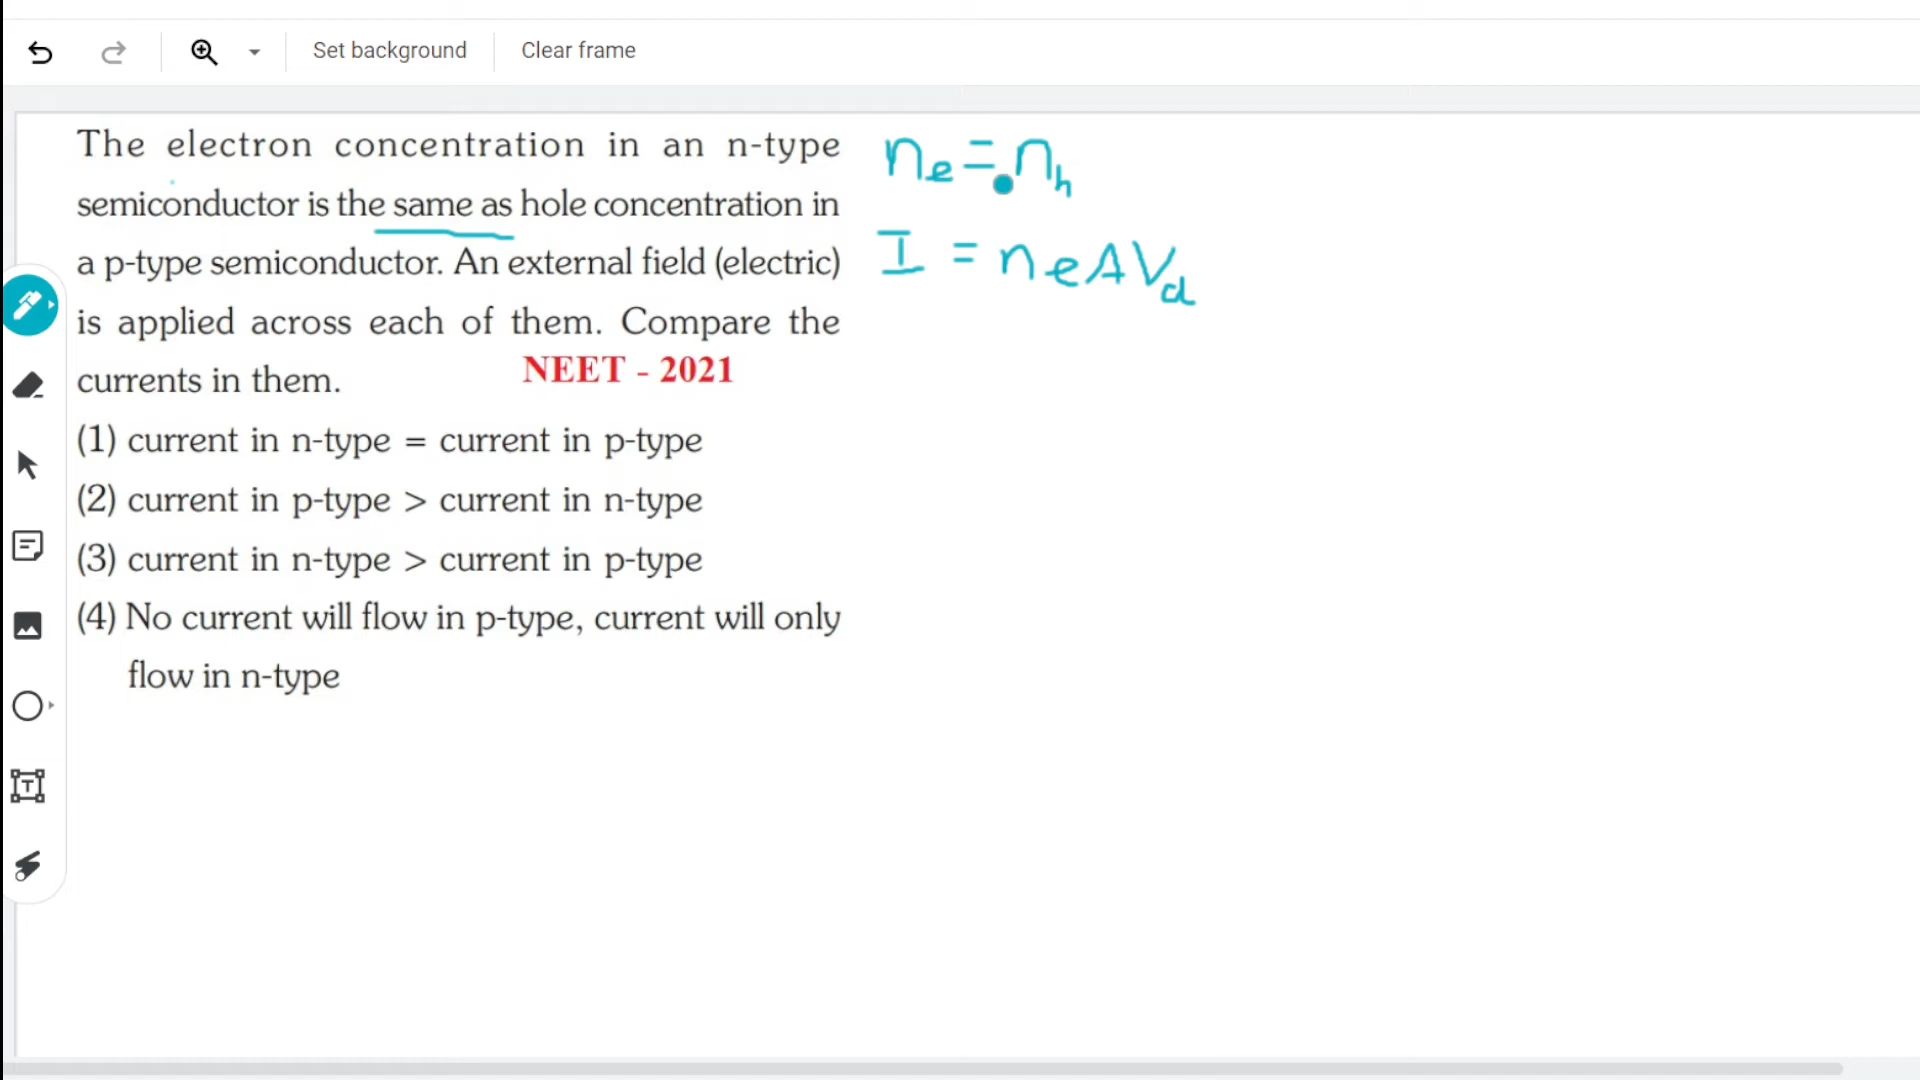 Set background
Clear frame
The electron concentration in an n-type
semiconductor is the same as hole concentration in
a p-type semiconductor. An external field (electric)
is applied across each of them. Compare the
currents in them.
NEET - 2021
(1) current in n-type = current in p-type
(2) current in p-type > current in n-type
(3) current in n-type > current in p-type
(4) No current will flow in p-type, current will only
flow in n-type
nₑ = nₕ
I = neAV_d